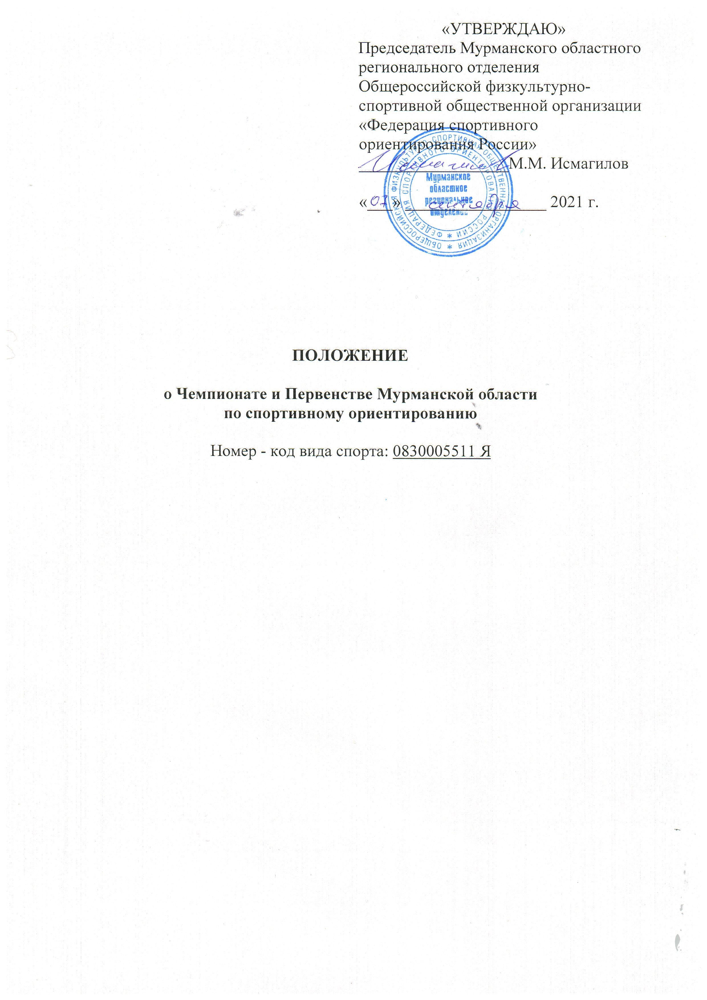 «УТВЕРЖДАЮ»
Председатель Мурманского областного
регионального отделения
Общероссийской физкультурно-
спортивной общественной организации
«Федерация спортивного
ориентирования России»
М.М. Исмагилов
«01» сентября 2021 г.
ОБЩЕРОССИЙСКАЯ ФИЗКУЛЬТУРНО СПОРТИВНАЯ ОБЩЕСТВЕННАЯ ОРГАНИЗАЦИЯ *
ФЕДЕРАЦИЯ СПОРТИВНОГО ОРИЕНТИРОВАНИЯ РОССИИ *
Мурманское
областное
региональное
отделение
ПОЛОЖЕНИЕ
о Чемпионате и Первенстве Мурманской области
по спортивному ориентированию
Номер - код вида спорта: 0830005511 Я